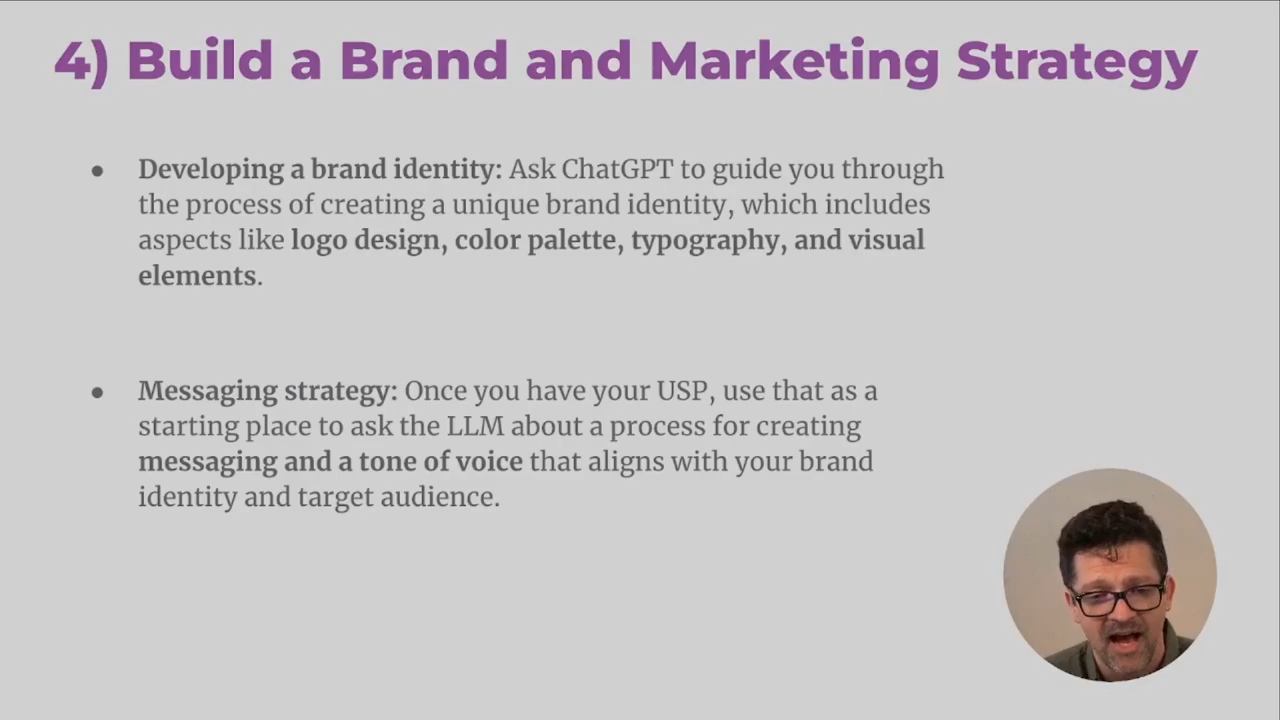 4) Build a Brand and Marketing Strategy
● Developing a brand identity: Ask ChatGPT to guide you through
the process of creating a unique brand identity, which includes
aspects like logo design, color palette, typography, and visual
elements.
● Messaging strategy: Once you have your USP, use that as a
starting place to ask the LLM about a process for creating
messaging and a tone of voice that aligns with your brand
identity and target audience.